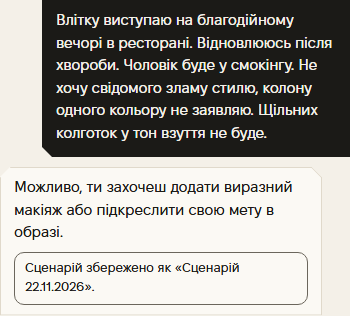 Влітку виступаю на благодійному
вечорі в ресторані. Відновлююсь після
хвороби. Чоловік буде у смокінгу. Не
хочу свідомого зламу стилю, колону
одного кольору не заявляю. Щільних
колготок у тон взуття не буде.
Можливо, ти захочеш додати виразний
макіяж або підкреслити свою мету в
образі.
Сценарій збережено як «Сценарій
22.11.2026».